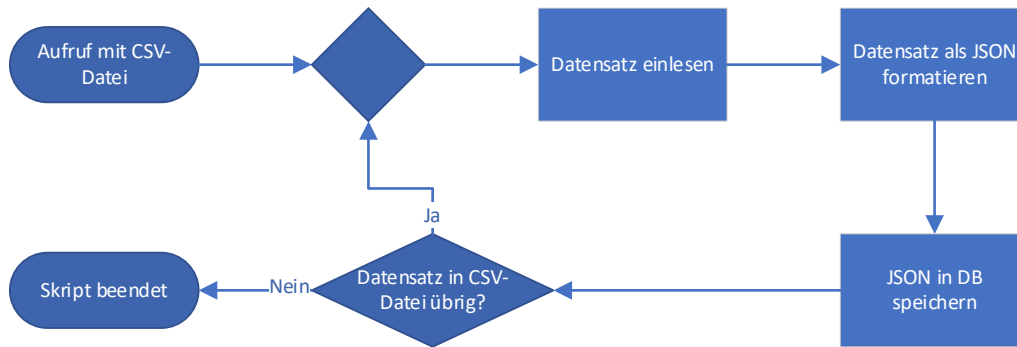 Aufruf mit CSV-
Datei
Datensatz einlesen
Datensatz als JSON
formatieren
Ja
Skript beendet
Nein
Datensatz in CSV-
Datei übrig?
JSON in DB
speichern